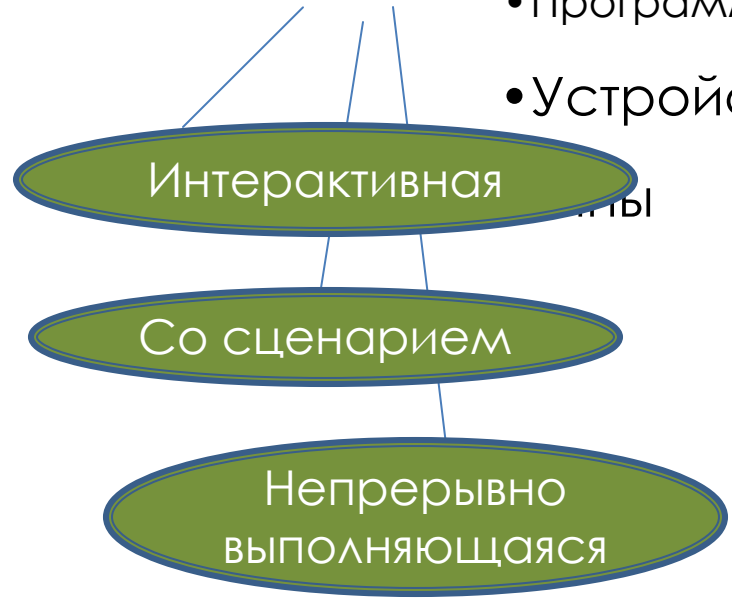 Интерактивная
Со сценарием
Непрерывно
выполняющаяся